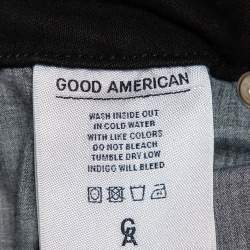 GOOD AMERICAN
WASH INSIDE OUT
IN COLD WATER
WITH LIKE COLORS
DO NOT BLEACH
TUMBLE DRY LOW
INDIGO WILL BLEED
GA